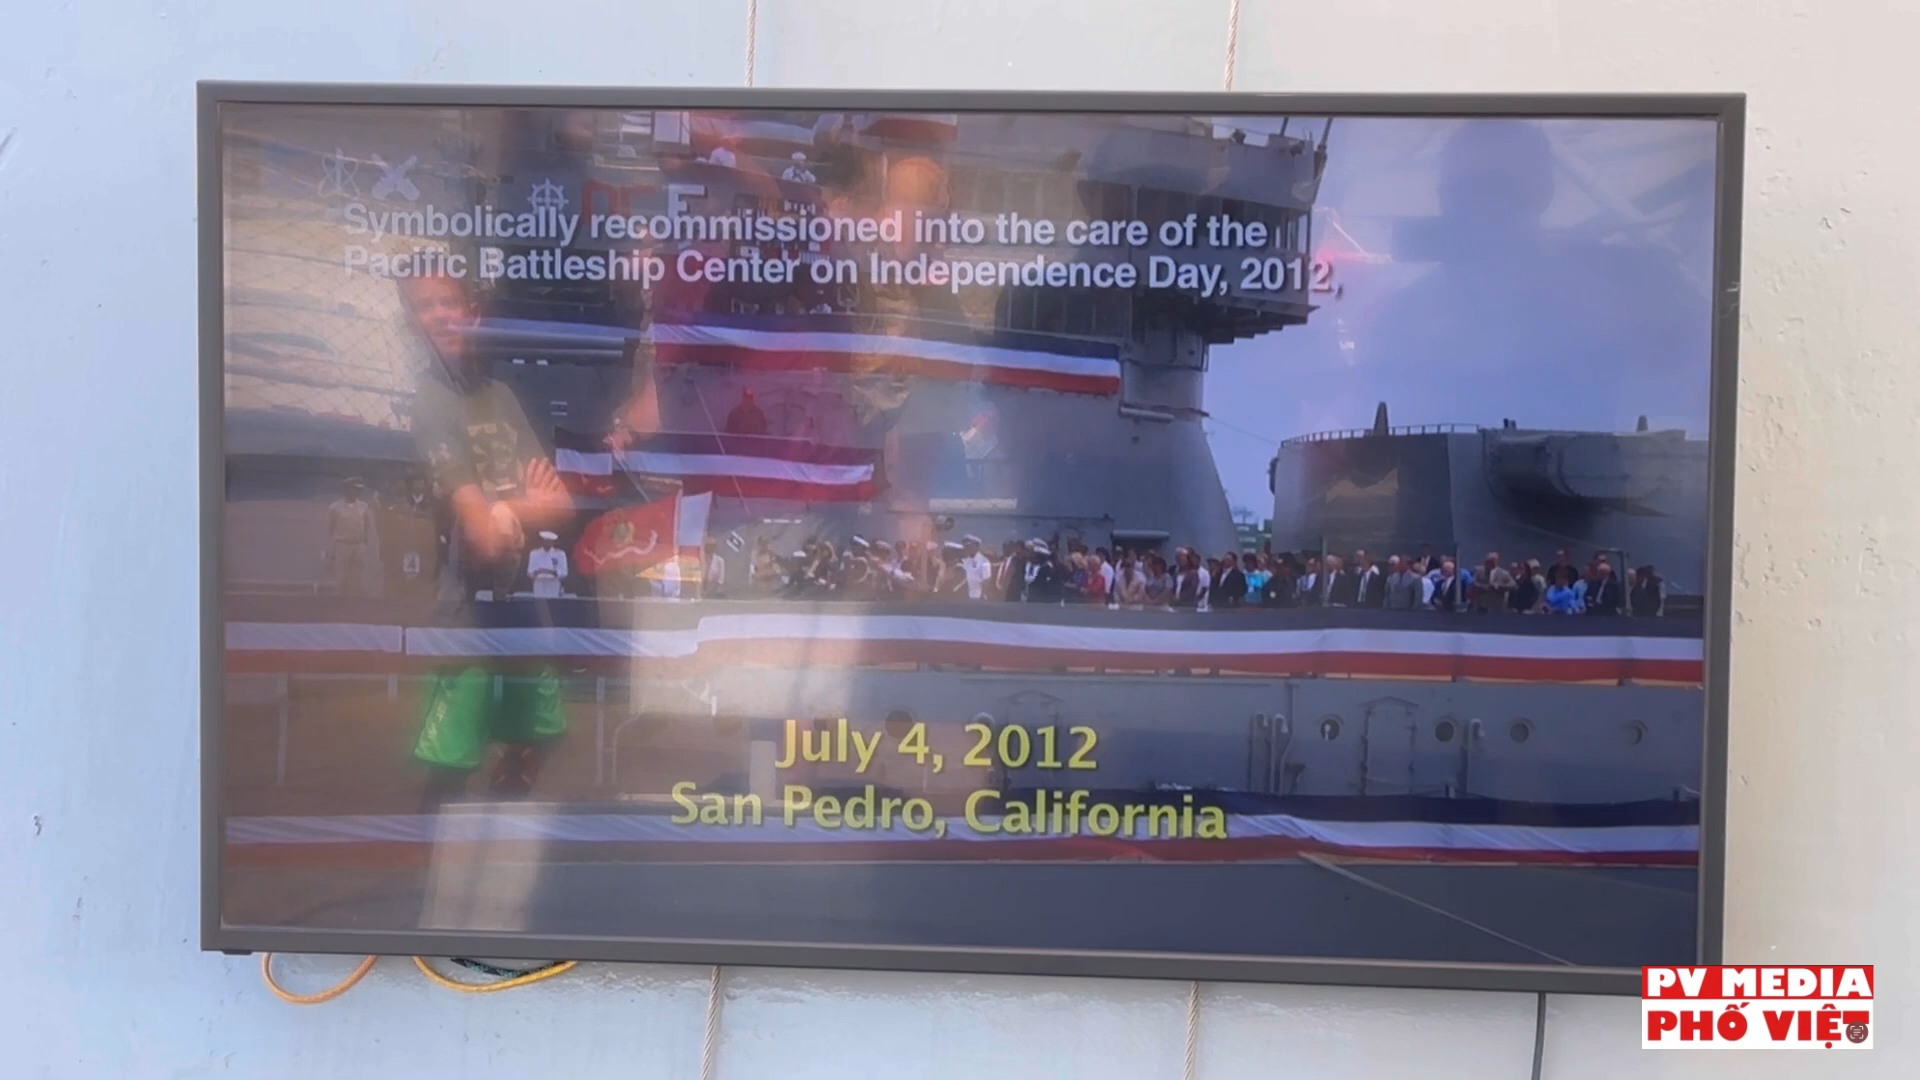 Symbolically recommissioned into the care of the
Pacific Battleship Center on Independence Day, 2012,
July 4, 2012
San Pedro, California
PV MEDIA
PHỐ VIỆT